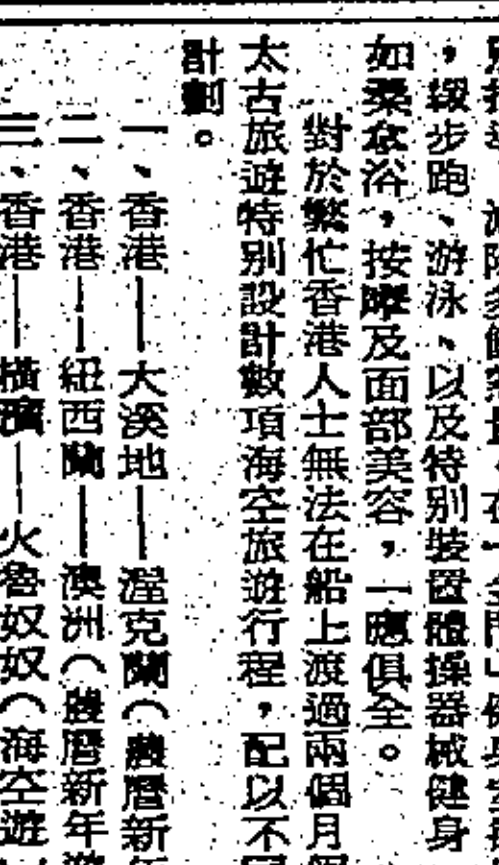 ，緩步跑、游泳、以及特別裝置體操器械健身
如桑拿浴，按摩及面部美容，一應俱全。
對於繁忙香港人士無法在船上渡過兩個月
太古旅遊特別設計數項海空旅遊行程，配以不同
計劃。
一、香港——大溪地——渥克蘭（農曆新年
二、香港——紐西蘭——澳洲（農曆新年遊
三、香港——橫濱——火魯奴奴（海空遊